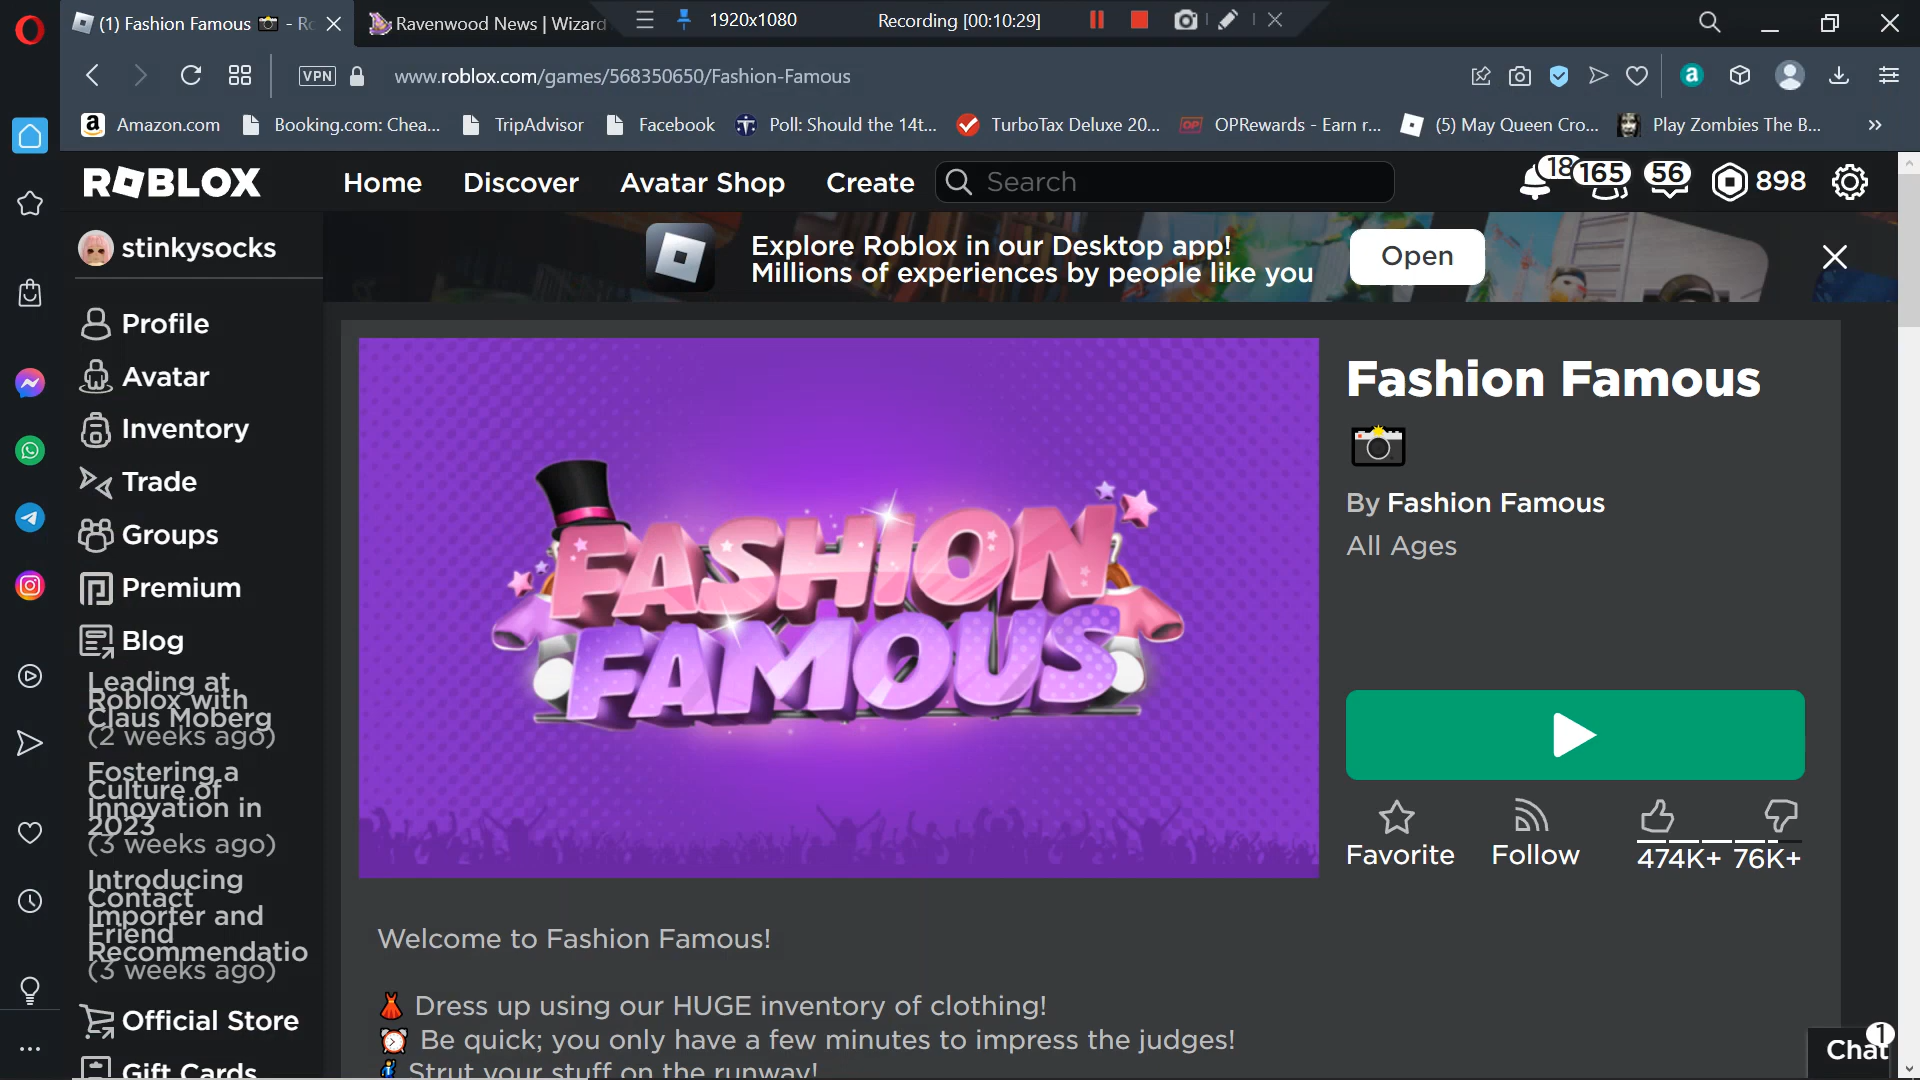 (1) Fashion Famous 📸 - Ro
Ravenwood News | Wizard
1920x1080
Recording [00:10:29]
VPN
www.roblox.com/games/568350650/Fashion-Famous
Amazon.com
Booking.com: Chea...
TripAdvisor
Facebook
Poll: Should the 14t...
TurboTax Deluxe 20...
OPRewards - Earn r...
(5) May Queen Cro...
Play Zombies The B...
ROBLOX
Home
Discover
Avatar Shop
Create
Search
18
165
56
898
stinkysocks
Explore Roblox in our Desktop app!
Millions of experiences by people like you
Open
Profile
Avatar
Inventory
Trade
Groups
Premium
Blog
Leading at
Roblox with
Claus Moberg
(2 weeks ago)
Fostering a
Culture of
Innovation in
2023
(3 weeks ago)
Introducing
Contact
Importer and
Friend
Recommendatio
(3 weeks ago)
Official Store
Gift Cards
FASHION
FAMOUS
Fashion Famous
📸
By Fashion Famous
All Ages
Favorite
Follow
474K+
76K+
Welcome to Fashion Famous!
👗 Dress up using our HUGE inventory of clothing!
⏰ Be quick; you only have a few minutes to impress the judges!
Strut your stuff on the runway!
Chat
1